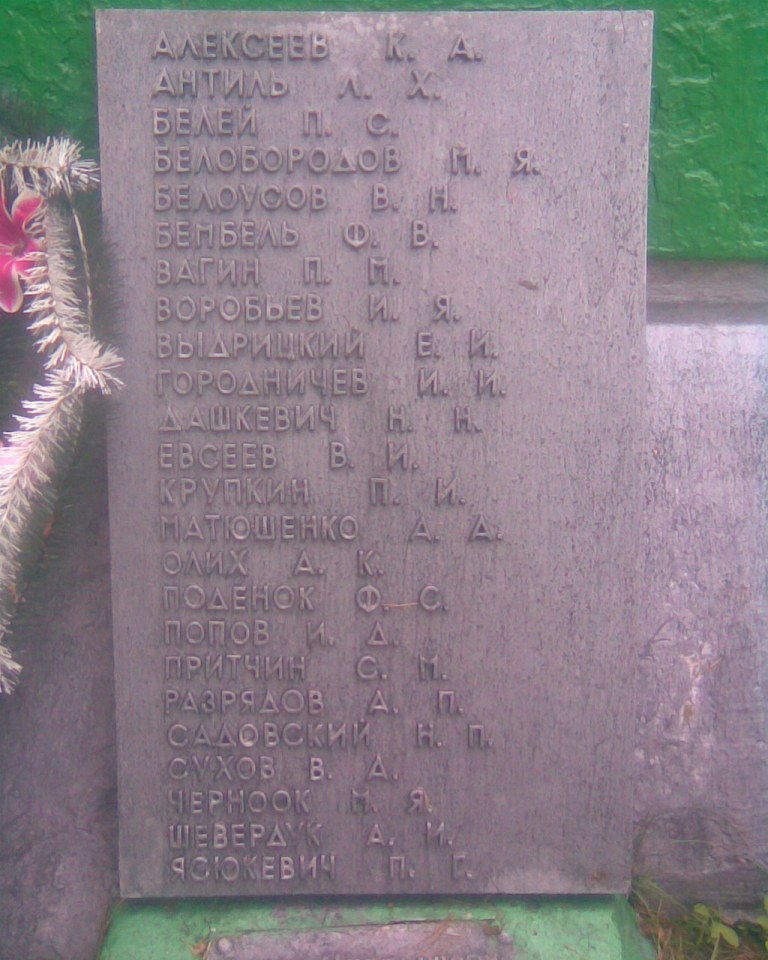 АЛЕКСЕЕВ К. А.
АНТИЛЬ Л. Х.
БЕЛЕЙ П. С.
БЕЛОБОРОДОВ М. Я.
БЕЛОУСОВ В. Н.
БЕМБЕЛЬ Ф. В.
ВАГИН П. М.
ВОРОБЬЕВ И. Я.
ВЫДРИЦКИЙ Е. И.
ГОРОДНИЧЕВ И. И.
ДАШКЕВИЧ Н. Н.
ЕВСЕЕВ В. И.
КРУПКИН П. И.
МАТЮШЕНКО Д. А.
ОЛИХ А. К.
ПОДЕНОК Ф. С.
ПОПОВ И. Д.
ПРИТЧИН С. М.
РАЗРЯДОВ А. П.
САДОВСКИЙ Н. П.
СУХОВ В. А.
ЧЕРНООК М. Я.
ШЕВЕРДУК А. И.
ЯСЮКЕВИЧ П. Г.